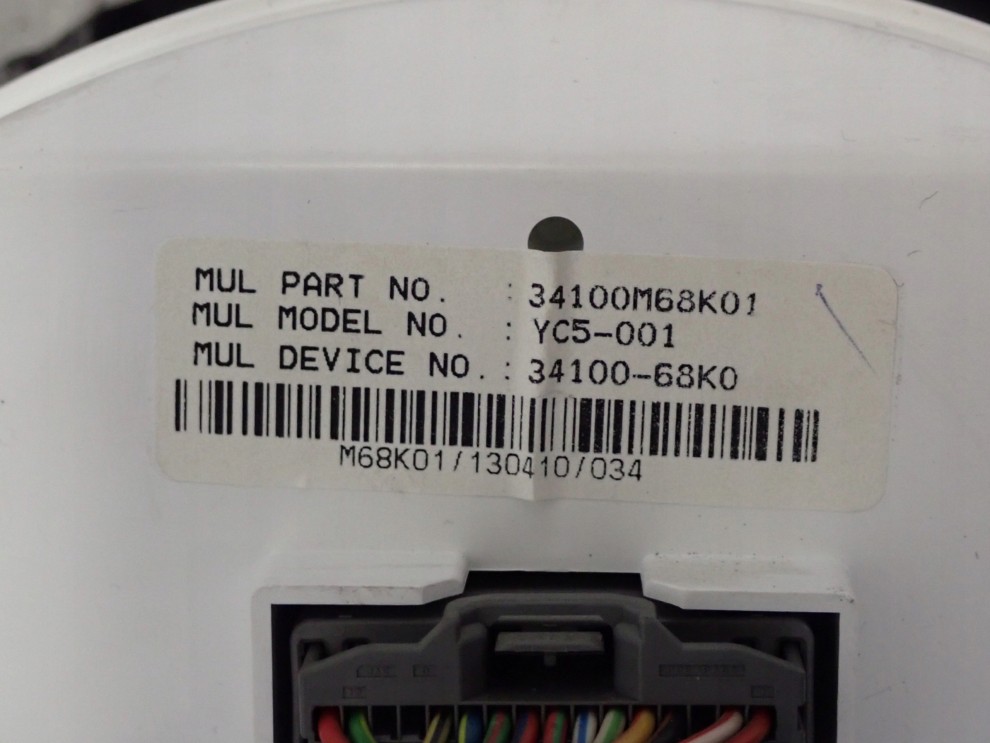 MUL PART NO. : 34100M68K01
MUL MODEL NO. : YC5-001
MUL DEVICE NO. : 34100-68K0
M68K01/130410/034